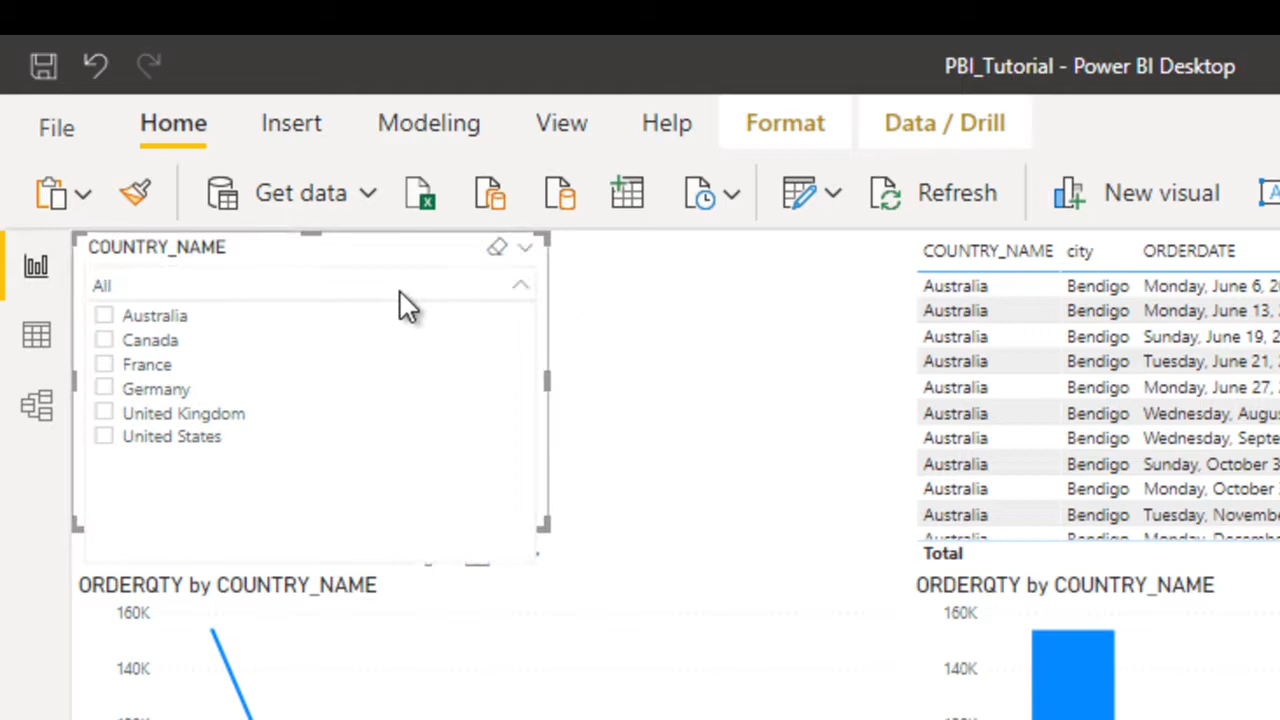 PBI_Tutorial - Power BI Desktop
File Home Insert Modeling View Help Format Data / Drill
Get data Refresh New visual
COUNTRY_NAME
All
Australia
Canada
France
Germany
United Kingdom
United States
COUNTRY_NAME city ORDERDATE
Australia Bendigo Monday, June 6,
Australia Bendigo Monday, June 13,
Australia Bendigo Sunday, June 19,
Australia Bendigo Tuesday, June 21,
Australia Bendigo Monday, June 27,
Australia Bendigo Wednesday,
Australia Bendigo Wednesday,
Australia Bendigo Sunday, October
Australia Bendigo Monday, October
Australia Bendigo Tuesday,
Total
ORDERQTY by COUNTRY_NAME
160K
140K
ORDERQTY by COUNTRY_NAME
160K
140K